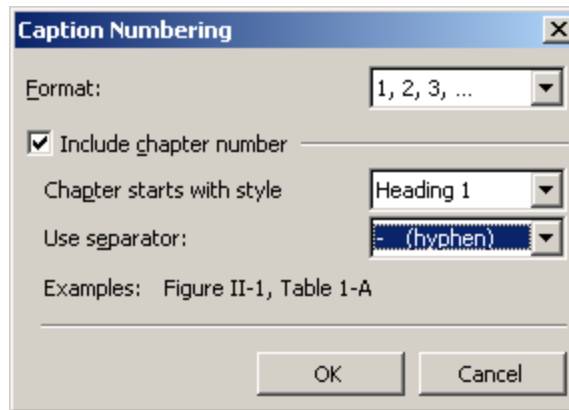 Caption Numbering
Format: 1, 2, 3, ...
Include chapter number
Chapter starts with style Heading 1
Use separator: - (hyphen)
Examples: Figure II-1, Table 1-A
OK Cancel